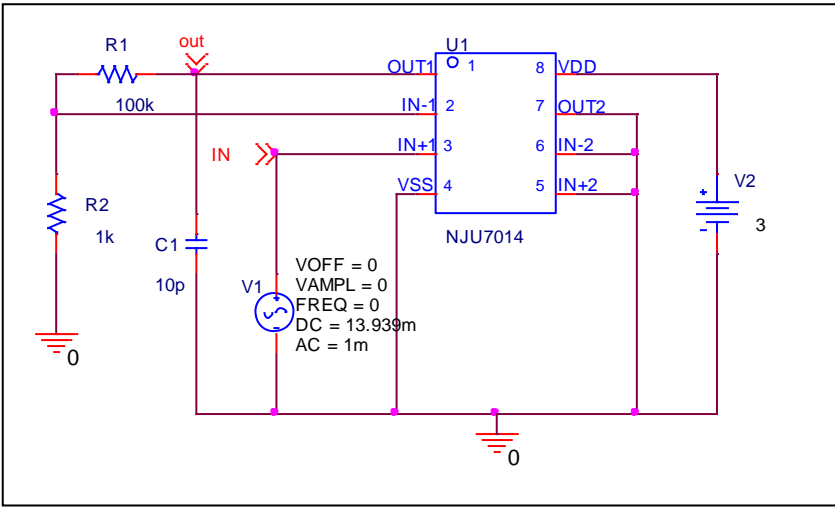 R1
out
100k
IN
R2
1k
C1
10p
V1
VOFF = 0
VAMPL = 0
FREQ = 0
DC = 13.939m
AC = 1m
U1
OUT1
1
8
VDD
IN-1
2
7
OUT2
IN+1
3
6
IN-2
VSS
4
5
IN+2
NJU7014
V2
+
-
3
+
-
0
0